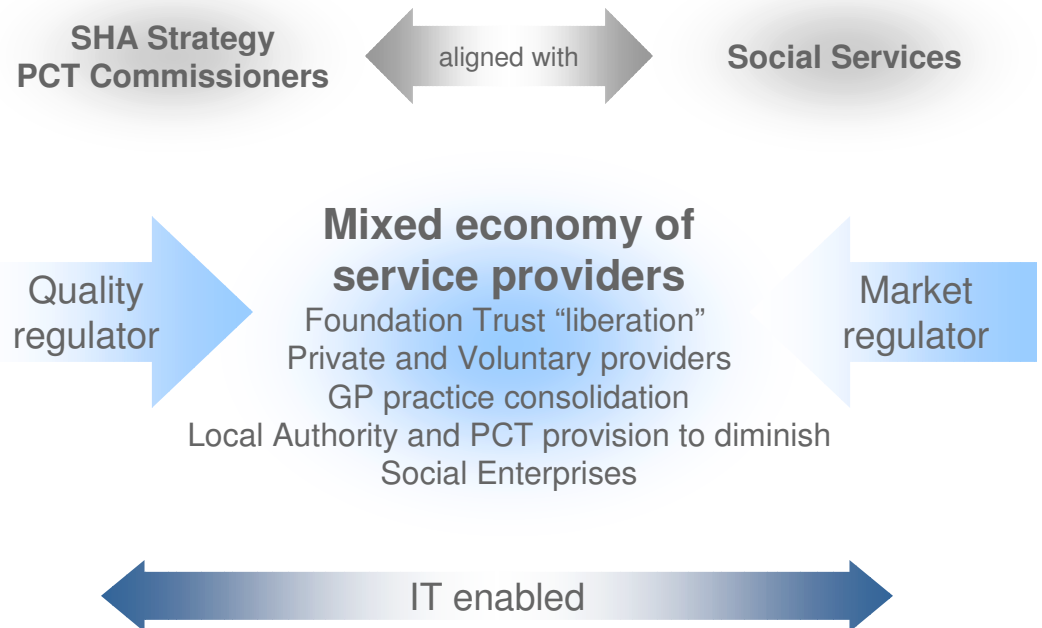 SHA Strategy
PCT Commissioners
aligned with
Social Services
Mixed economy of
service providers
Foundation Trust “liberation”
Private and Voluntary providers
GP practice consolidation
Local Authority and PCT provision to diminish
Social Enterprises
Quality
regulator
Market
regulator
IT enabled